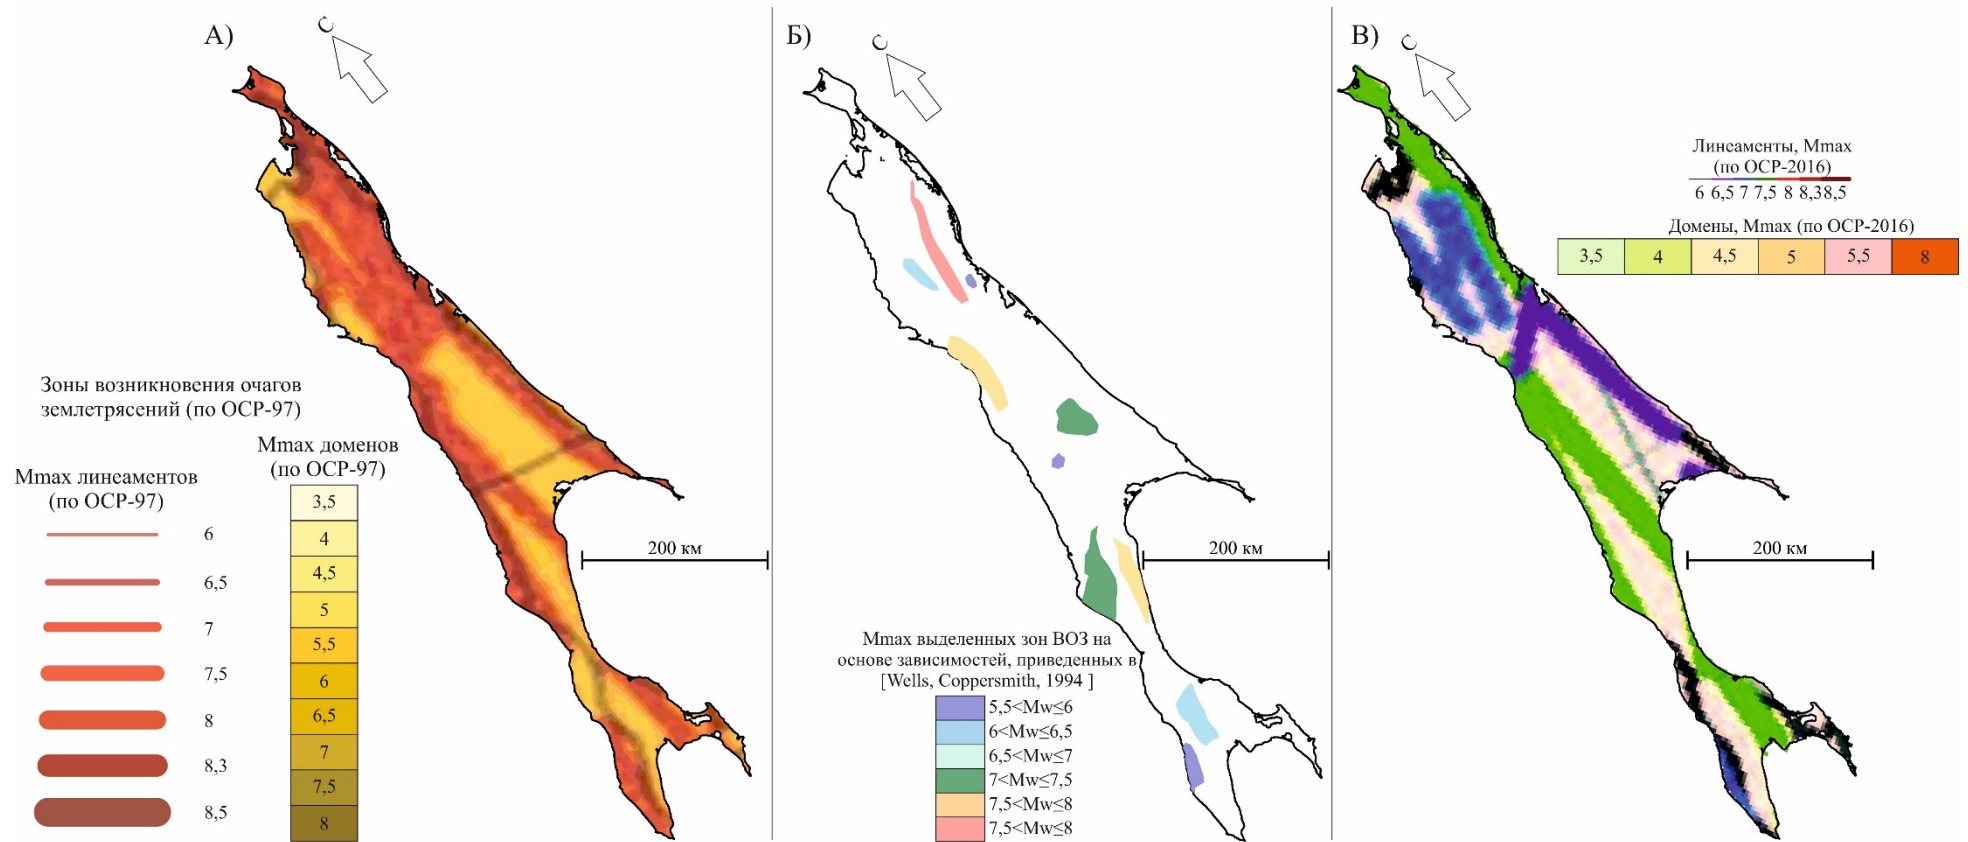 А)
С
Зоны возникновения очагов
землетрясений (по ОСР-97)
Mmax линеаментов
(по ОСР-97)
6
6,5
7
7,5
8
8,3
8,5
Mmax доменов
(по ОСР-97)
3,5
4
4,5
5
5,5
6
6,5
7
7,5
8
200 км
Б)
С
200 км
Mmax выделенных зон ВОЗ на
основе зависимостей, приведенных в
[Wells, Coppersmith, 1994 ]
5,5<Mw≤6
6<Mw≤6,5
6,5<Mw≤7
7<Mw≤7,5
7,5<Mw≤8
7,5<Mw≤8
В)
С
Линеаменты, Mmax
(по ОСР-2016)
6 6,5 7 7,5 8 8,3 8,5
Домены, Mmax (по ОСР-2016)
3,5 4 4,5 5 5,5 8
200 км